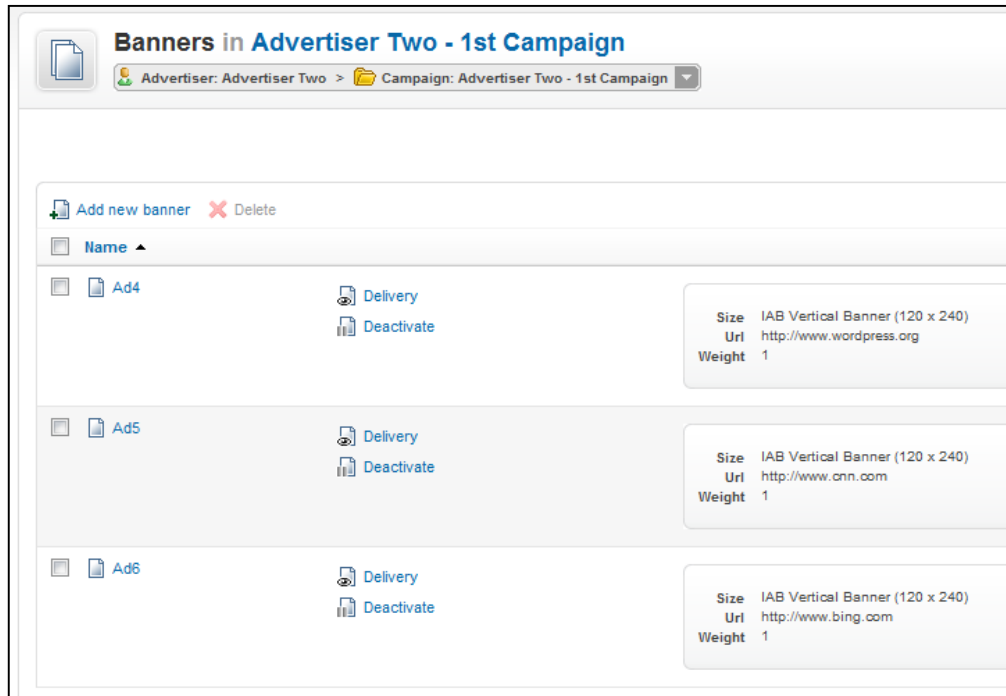 Banners in Advertiser Two - 1st Campaign
Advertiser: Advertiser Two > Campaign: Advertiser Two - 1st Campaign
Add new banner Delete
Name
Ad4
Delivery
Deactivate
Size IAB Vertical Banner (120 x 240)
Url http://www.wordpress.org
Weight 1
Ad5
Delivery
Deactivate
Size IAB Vertical Banner (120 x 240)
Url http://www.cnn.com
Weight 1
Ad6
Delivery
Deactivate
Size IAB Vertical Banner (120 x 240)
Url http://www.bing.com
Weight 1